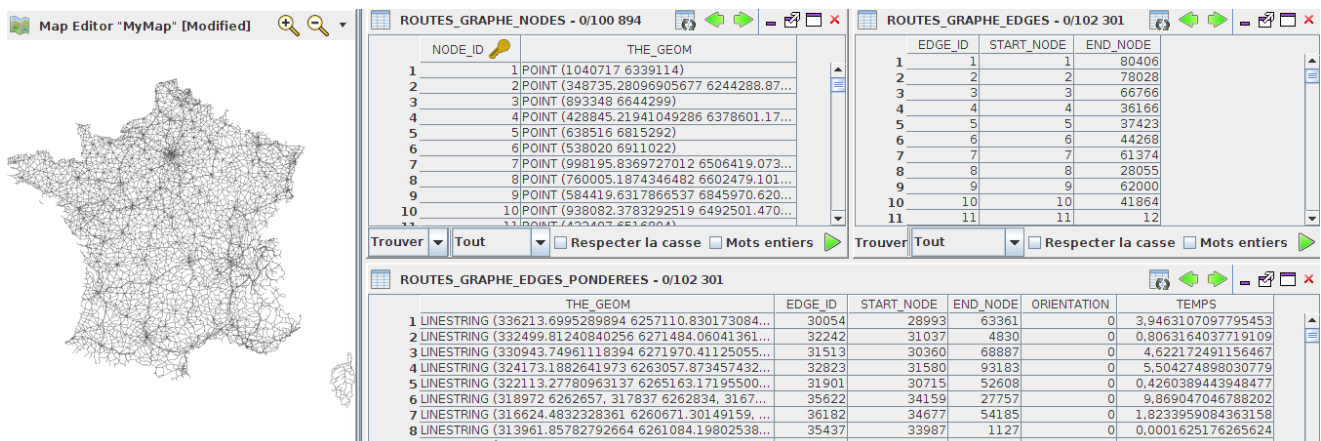 Map Editor "MyMap" [Modified]
ROUTES_GRAPHE_NODES - 0/100 894
NODE_ID THE_GEOM
1 1 POINT (1040717 6339114)
2 2 POINT (348735.28096905677 6244288.87...
3 3 POINT (893348 6644299)
4 4 POINT (428845.21941049286 6378601.17...
5 5 POINT (638516 6815292)
6 6 POINT (538020 6911022)
7 7 POINT (998195.8369727012 6506419.073...
8 8 POINT (760005.1874346482 6602479.101...
9 9 POINT (584419.6317866537 6845970.620...
10 10 POINT (938082.3783292519 6492501.470...
Trouver Tout Respecter la casse Mots entiers
ROUTES_GRAPHE_EDGES - 0/102 301
EDGE_ID START_NODE END_NODE
1 1 1 80406
2 2 2 78028
3 3 3 66766
4 4 4 36166
5 5 5 37423
6 6 6 44268
7 7 7 61374
8 8 8 28055
9 9 9 62000
10 10 10 41864
11 11 11 12
Trouver Tout Respecter la casse Mots entiers
ROUTES_GRAPHE_EDGES_PONDEREES - 0/102 301
THE_GEOM EDGE_ID START_NODE END_NODE ORIENTATION TEMPS
1 LINESTRING (336213.6995289894 6257110.830173084... 30054 28993 63361 0 3,9463107097795453
2 LINESTRING (332499.81240840256 6271484.06041361... 32242 31037 4830 0 0,8063164037719109
3 LINESTRING (330943.74961118394 6271970.41125055... 31513 30360 68887 0 4,622172491156467
4 LINESTRING (324173.1882641973 6263057.873457432... 32823 31580 93183 0 5,504274898030779
5 LINESTRING (322113.27780963137 6265163.17195500... 31901 30715 52608 0 0,4260389443948477
6 LINESTRING (318972 6262657, 317837 6262834, 3167... 35622 34159 27757 0 9,869047046788202
7 LINESTRING (316624.4832328361 6260671.30149159, ... 36182 34677 54185 0 1,8233959084363158
8 LINESTRING (313961.85782792664 6261084.19802538... 35437 33987 1127 0 0,0001625176265624